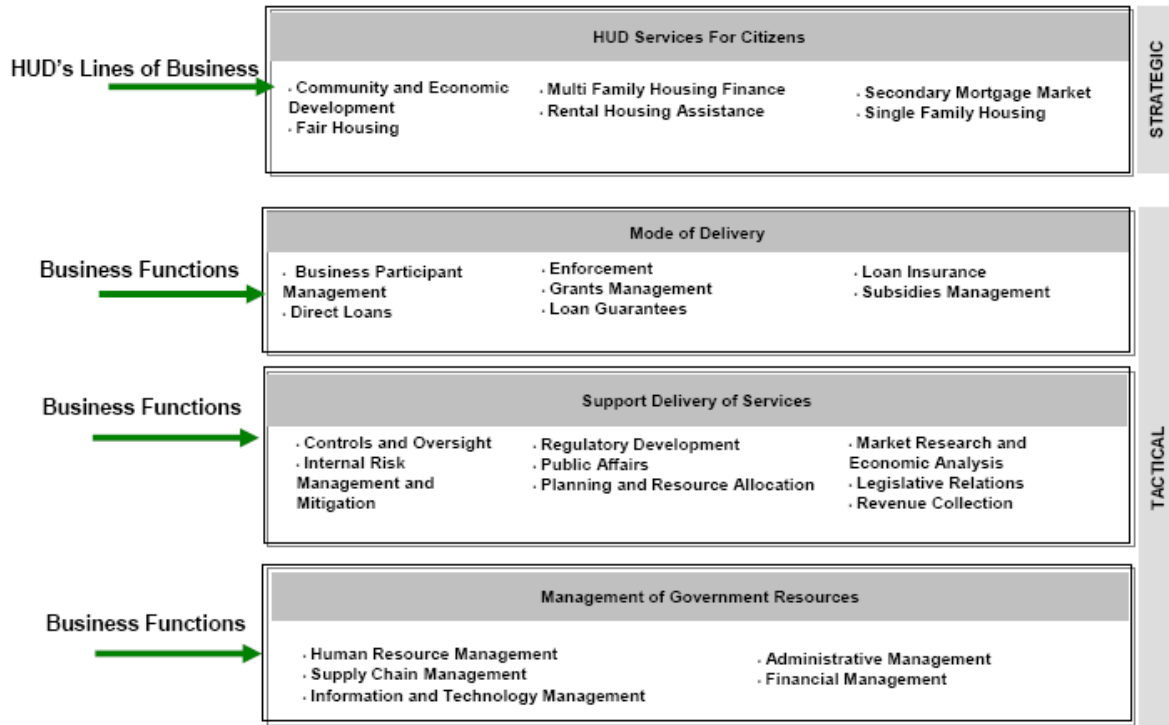 HUD Services For Citizens
HUD's Lines of Business
· Community and Economic
Development
· Fair Housing
· Multi Family Housing Finance
· Rental Housing Assistance
· Secondary Mortgage Market
· Single Family Housing
STRATEGIC
Mode of Delivery
Business Functions
· Business Participant
Management
· Direct Loans
· Enforcement
· Grants Management
· Loan Guarantees
· Loan Insurance
· Subsidies Management
Support Delivery of Services
Business Functions
· Controls and Oversight
· Internal Risk
Management and
Mitigation
· Regulatory Development
· Public Affairs
· Planning and Resource Allocation
· Market Research and
Economic Analysis
· Legislative Relations
· Revenue Collection
Management of Government Resources
Business Functions
· Human Resource Management
· Supply Chain Management
· Information and Technology Management
· Administrative Management
· Financial Management
TACTICAL